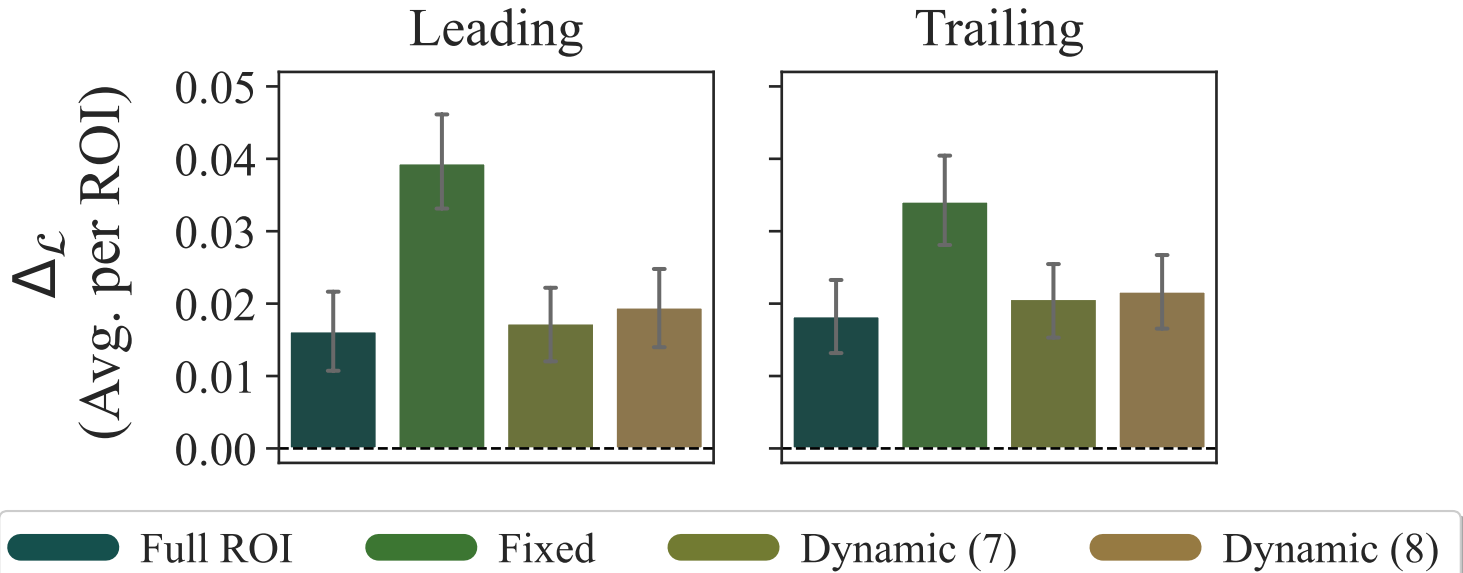 Leading
Trailing
Δ_ℒ
(Avg. per ROI)
0.05
0.04
0.03
0.02
0.01
0.00
Full ROI
Fixed
Dynamic (7)
Dynamic (8)